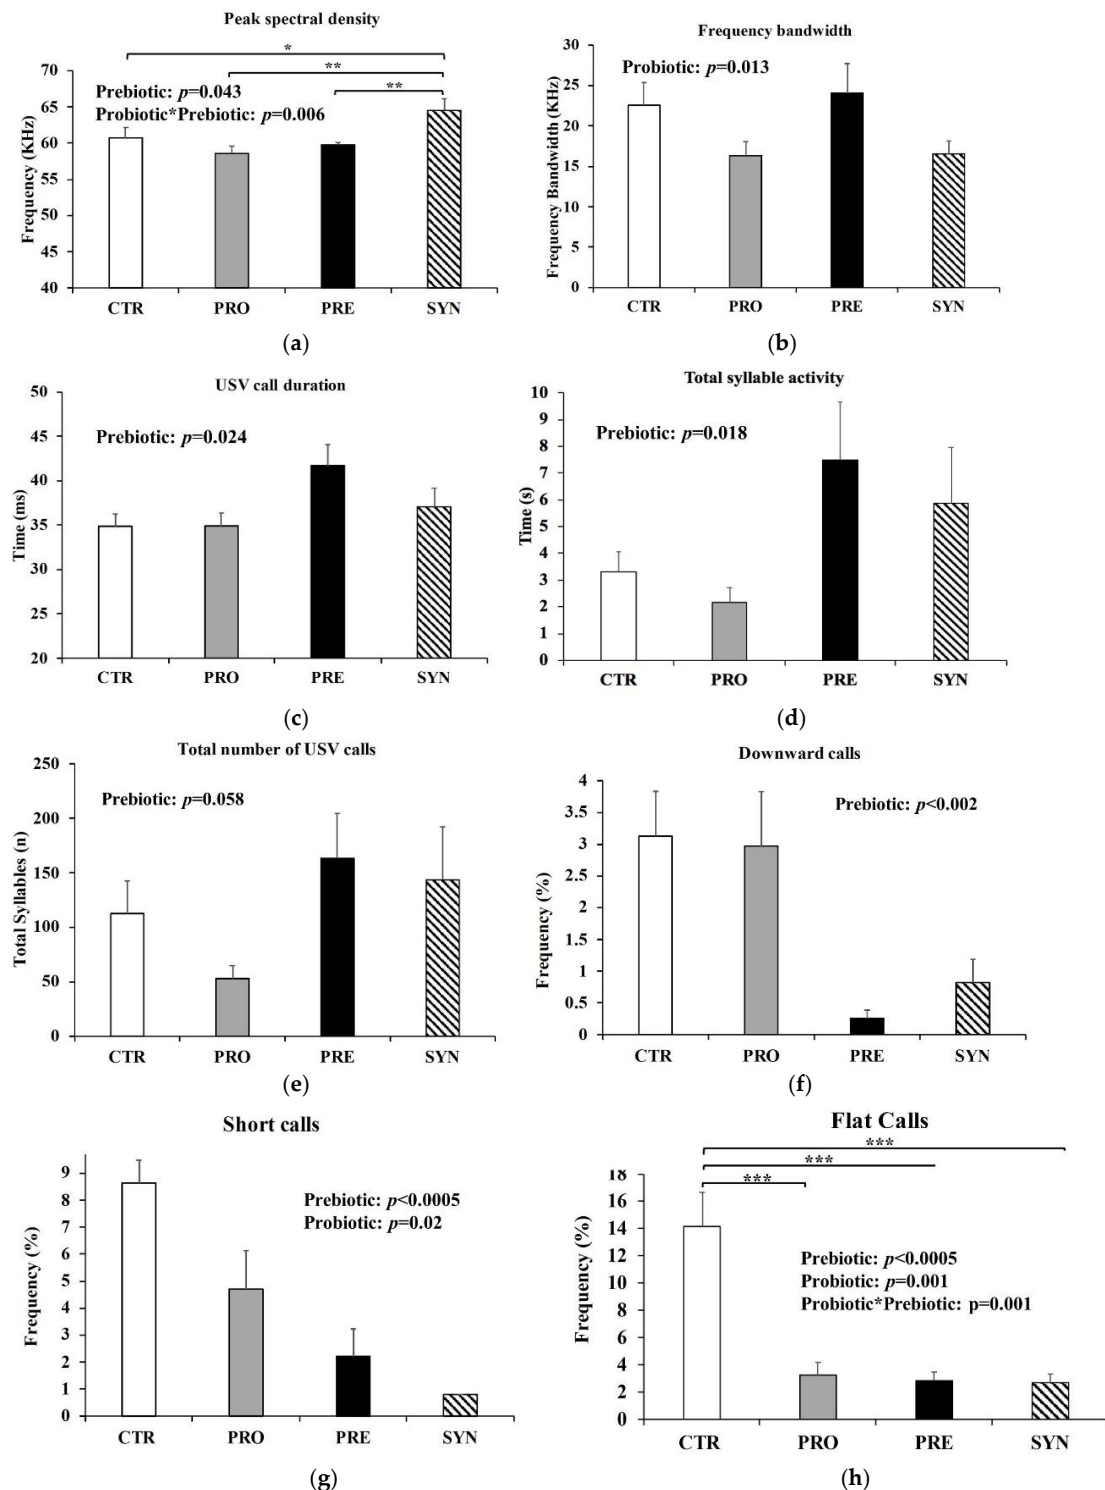 Peak spectral density
*
**
**
Prebiotic: p=0.043
Probiotic*Prebiotic: p=0.006
Frequency (KHz)
70
65
60
55
50
45
40
CTR PRO PRE SYN
(a)
Frequency bandwidth
Probiotic: p=0.013
Frequency Bandwidth (KHz)
30
25
20
15
10
5
0
CTR PRO PRE SYN
(b)
USV call duration
Prebiotic: p=0.024
Time (ms)
50
45
40
35
30
25
20
CTR PRO PRE SYN
(c)
Total syllable activity
Prebiotic: p=0.018
Time (s)
10
9
8
7
6
5
4
3
2
1
0
CTR PRO PRE SYN
(d)
Total number of USV calls
Prebiotic: p=0.058
Total Syllables (n)
250
200
150
100
50
0
CTR PRO PRE SYN
(e)
Downward calls
Prebiotic: p<0.002
Frequency (%)
4
3.5
3
2.5
2
1.5
1
0.5
0
CTR PRO PRE SYN
(f)
Short calls
Prebiotic: p<0.0005
Probiotic: p=0.02
Frequency (%)
9
8
7
6
5
4
3
2
1
0
CTR PRO PRE SYN
(g)
Flat Calls
***
***
***
Prebiotic: p<0.0005
Probiotic: p=0.001
Probiotic*Prebiotic: p=0.001
Frequency (%)
18
16
14
12
10
8
6
4
2
0
CTR PRO PRE SYN
(h)